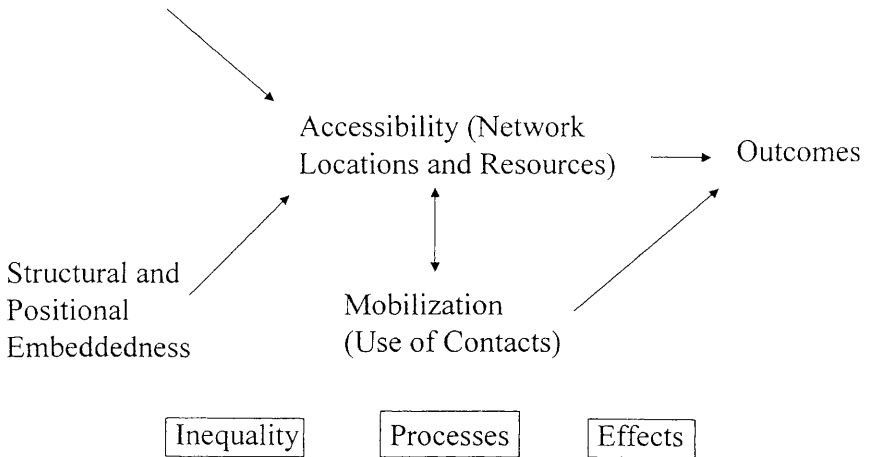 Accessibility (Network
Locations and Resources)
Outcomes
Structural and
Positional
Embeddedness
Mobilization
(Use of Contacts)
Inequality
Processes
Effects